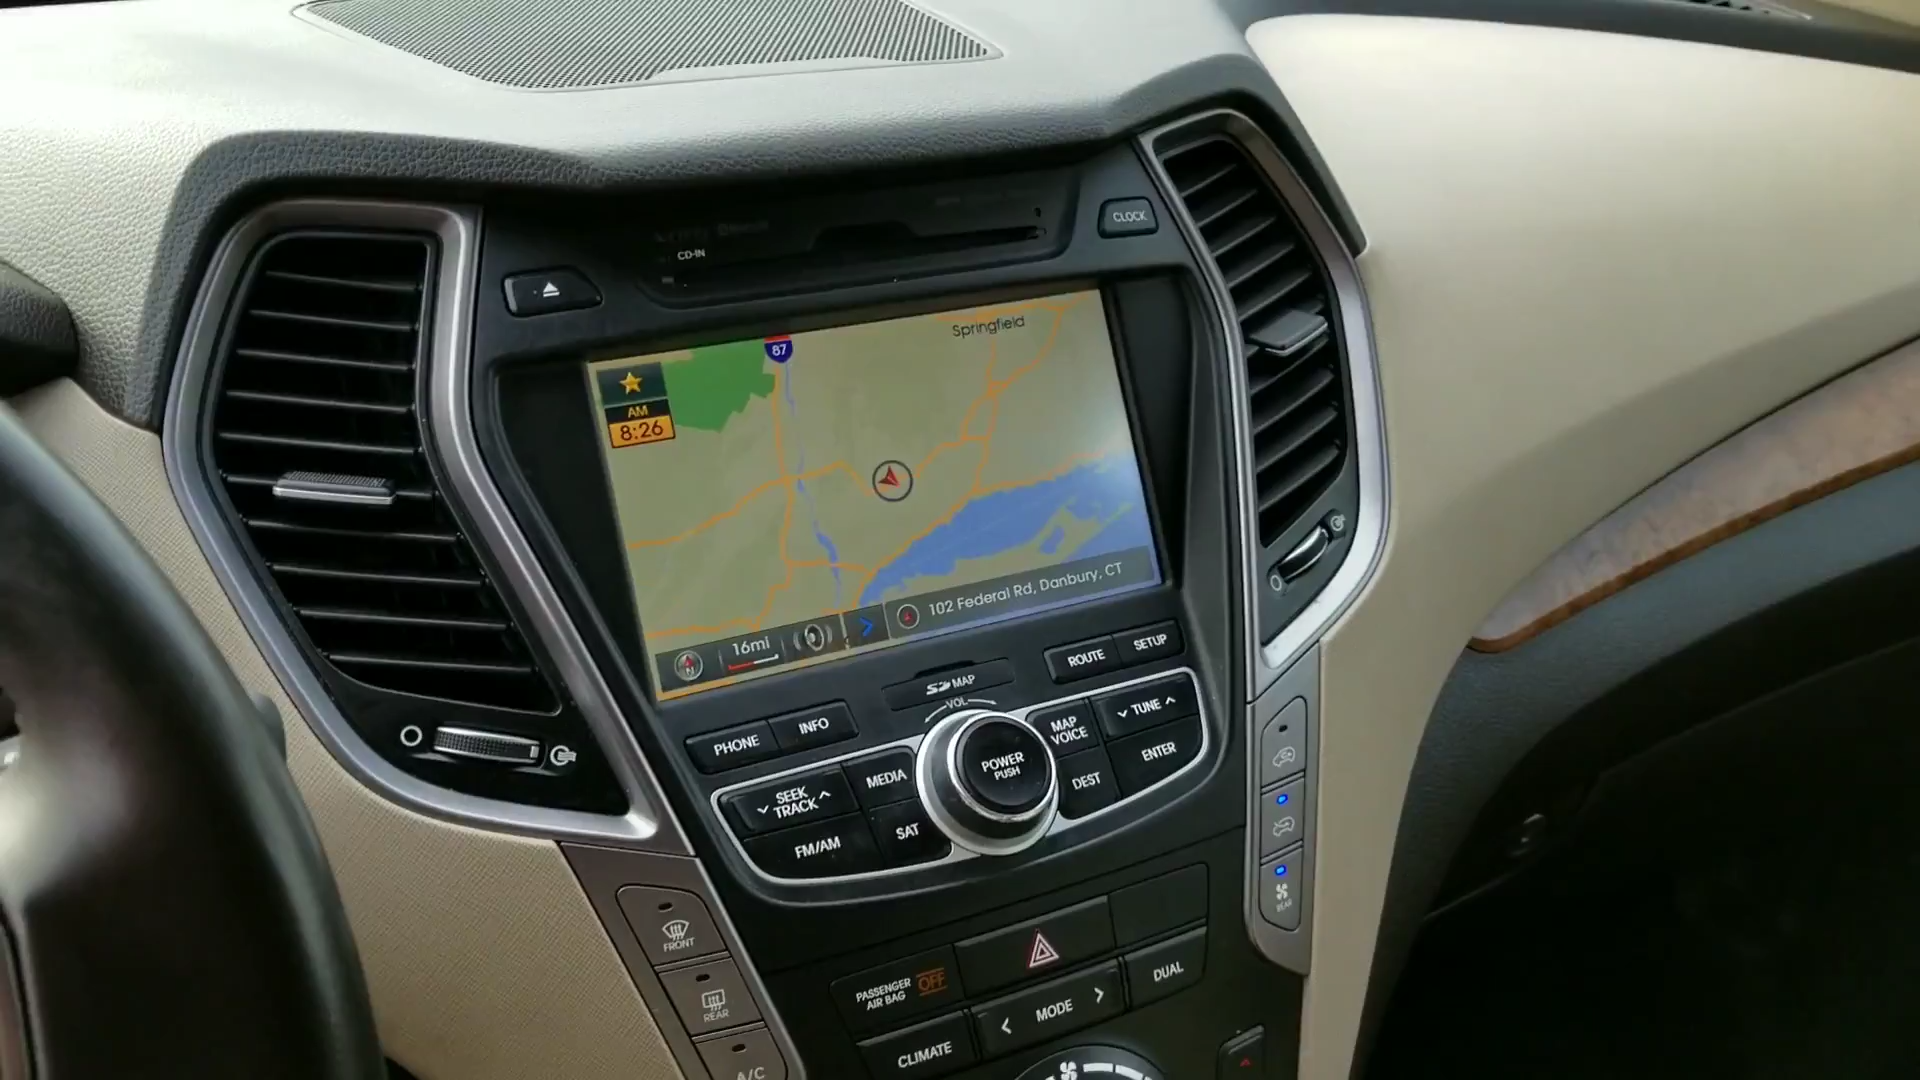 CD-IN
CLOCK
Springfield
87
AM
8:26
102 Federal Rd, Danbury, CT
16mi
N
SD MAP
ROUTE
SETUP
PHONE
INFO
VOL
MAP VOICE
TUNE
SEEK
TRACK
MEDIA
POWER
PUSH
DEST
ENTER
FM/AM
SAT
FRONT
REAR
A/C
PASSENGER
AIR BAG
OFF
MODE
DUAL
CLIMATE
REAR